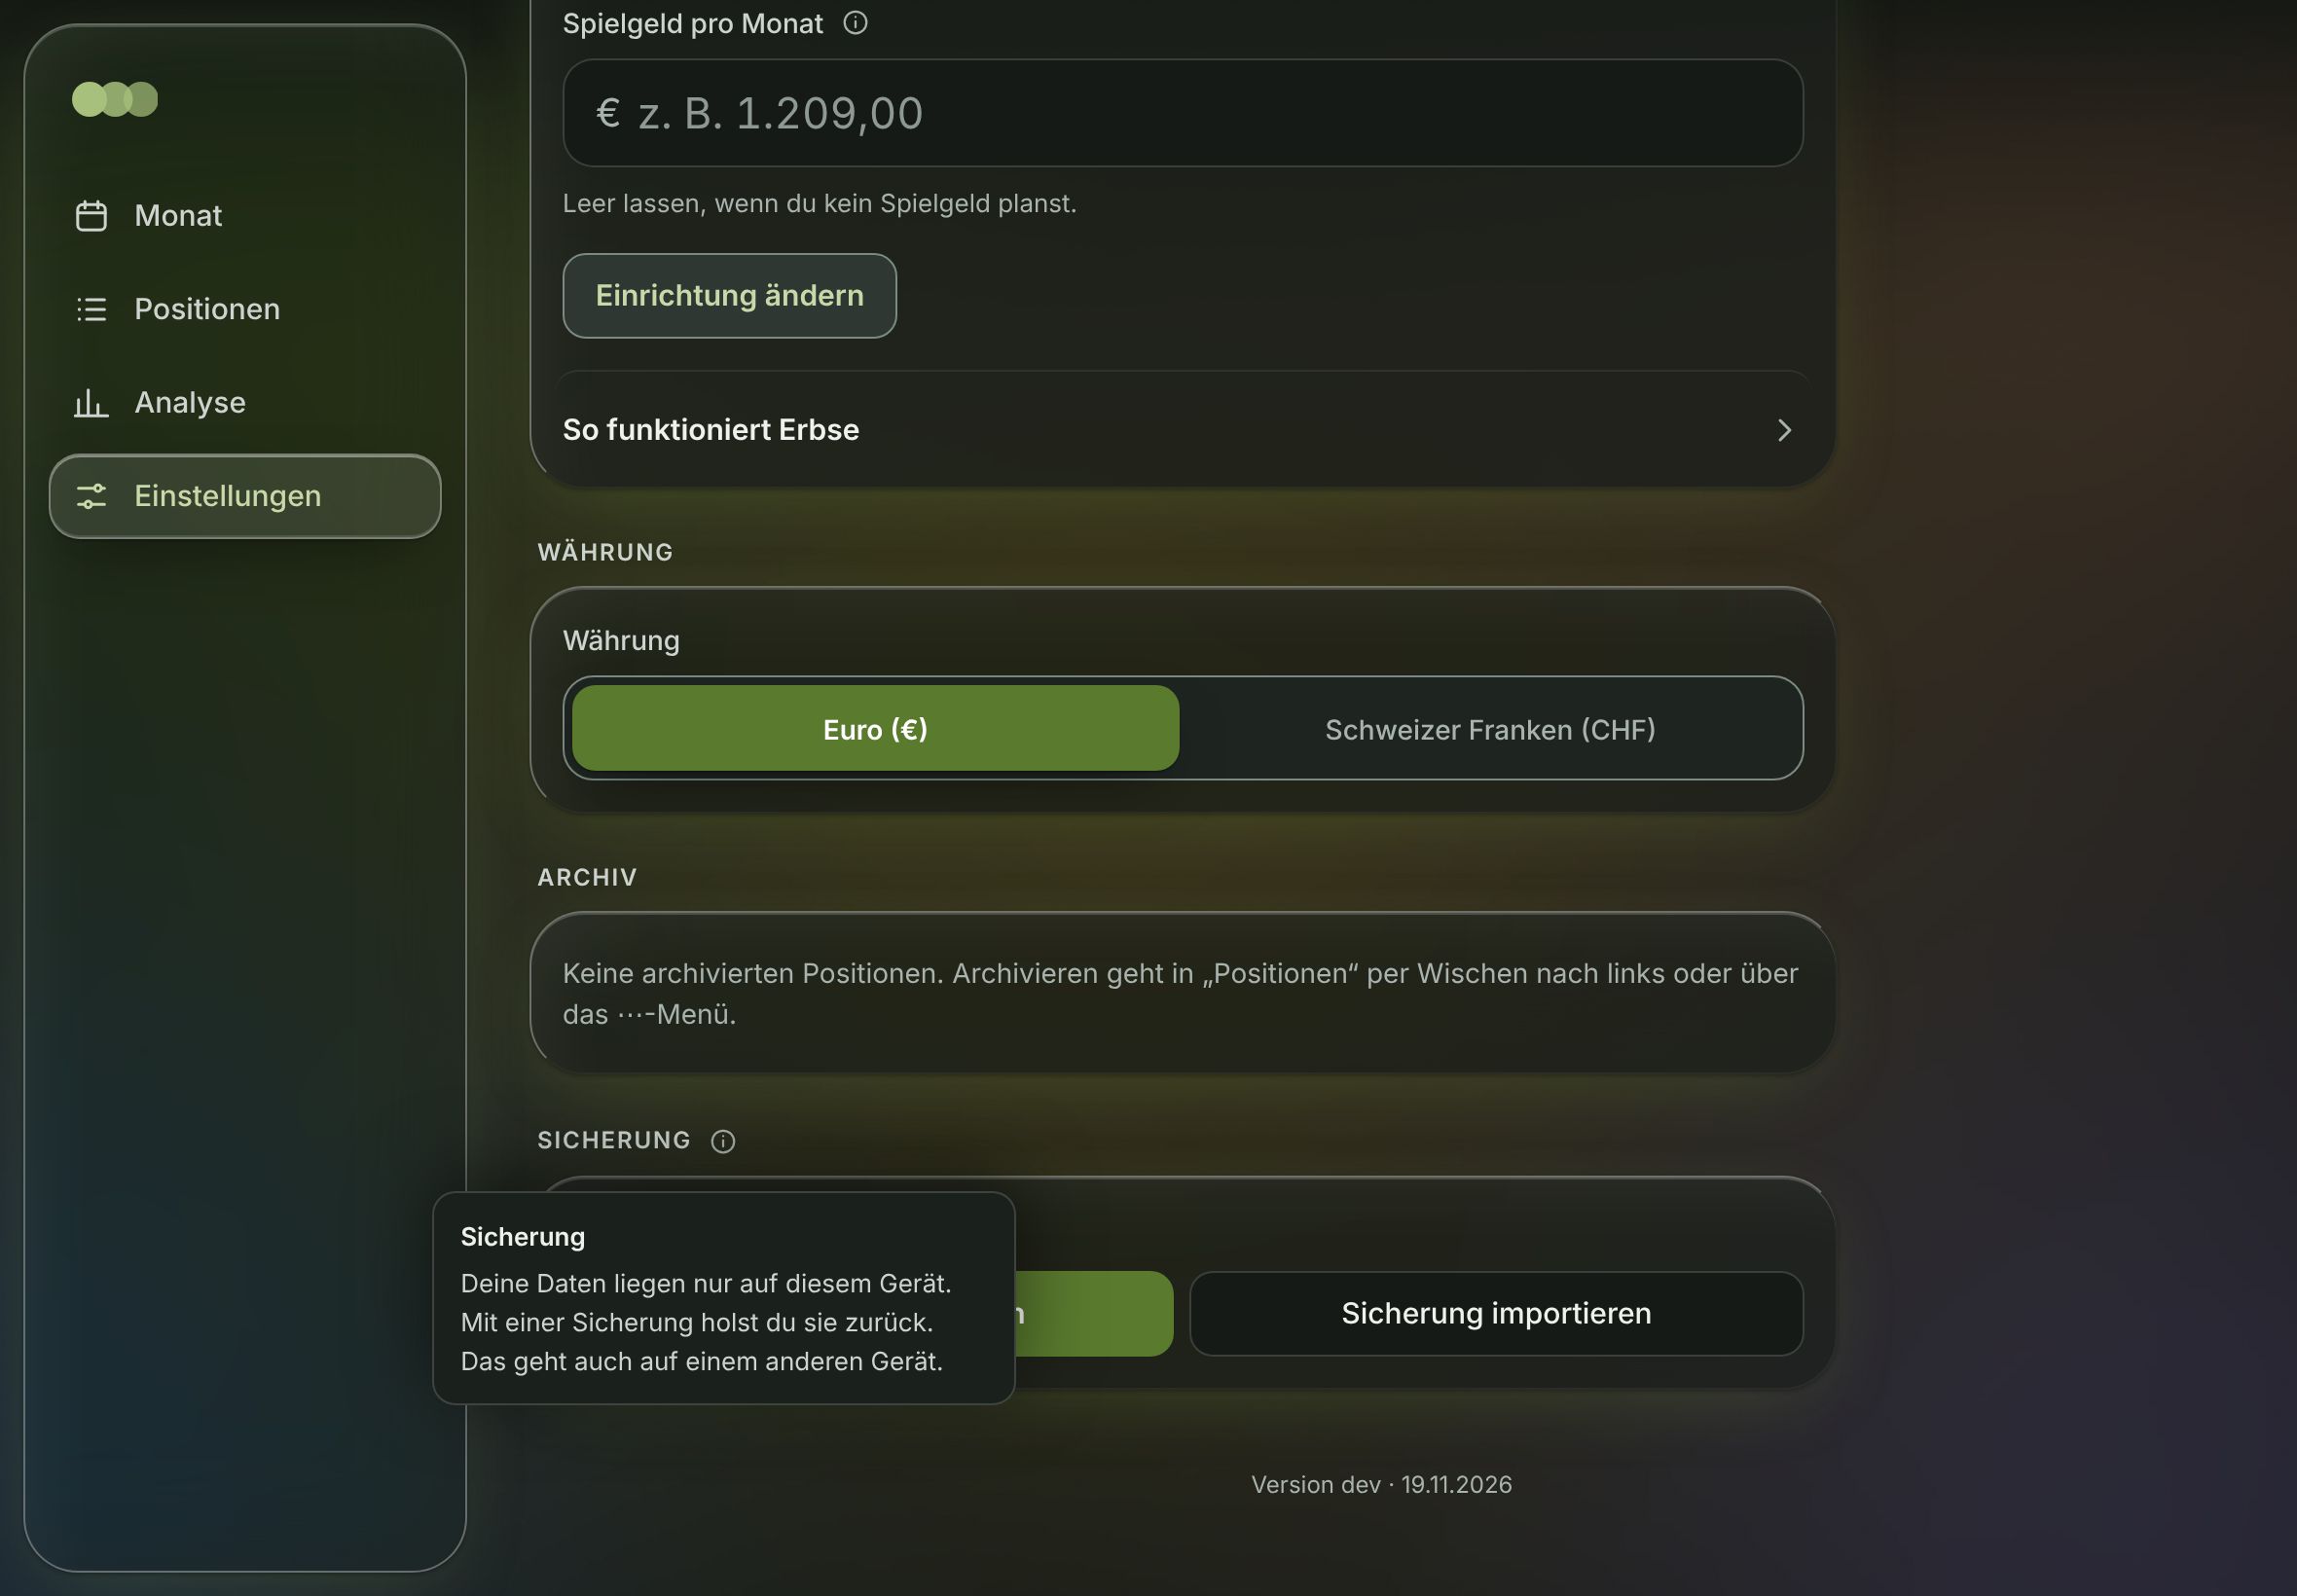 Monat
Positionen
Analyse
Einstellungen
Spielgeld pro Monat
€ z. B. 1.209,00
Leer lassen, wenn du kein Spielgeld planst.
Einrichtung ändern
So funktioniert Erbse
WÄHRUNG
Währung
Euro (€)
Schweizer Franken (CHF)
ARCHIV
Keine archivierten Positionen. Archivieren geht in „Positionen“ per Wischen nach links oder über
das ⋯-Menü.
SICHERUNG
Sicherung
Deine Daten liegen nur auf diesem Gerät.
Mit einer Sicherung holst du sie zurück.
Das geht auch auf einem anderen Gerät.
Sicherung importieren
Version dev · 19.11.2026